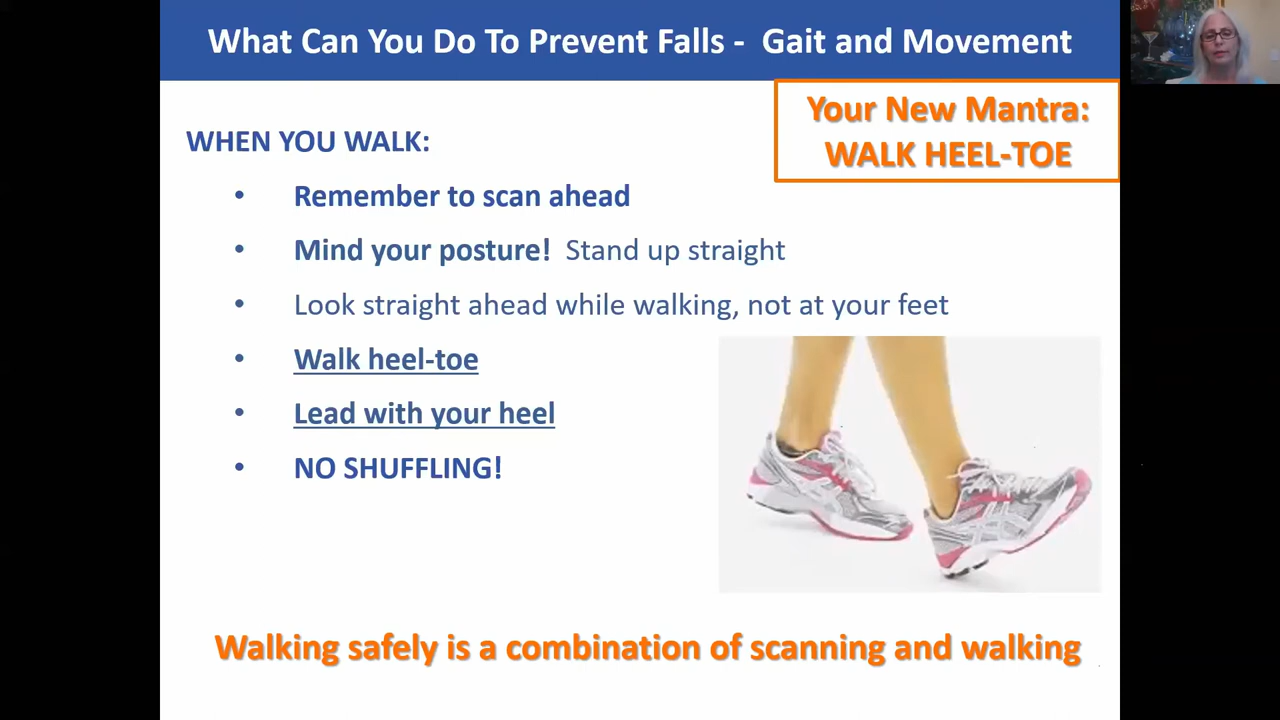 What Can You Do To Prevent Falls - Gait and Movement
Your New Mantra:
WALK HEEL-TOE
WHEN YOU WALK:
• Remember to scan ahead
• Mind your posture! Stand up straight
• Look straight ahead while walking, not at your feet
• Walk heel-toe
• Lead with your heel
• NO SHUFFLING!
Walking safely is a combination of scanning and walking